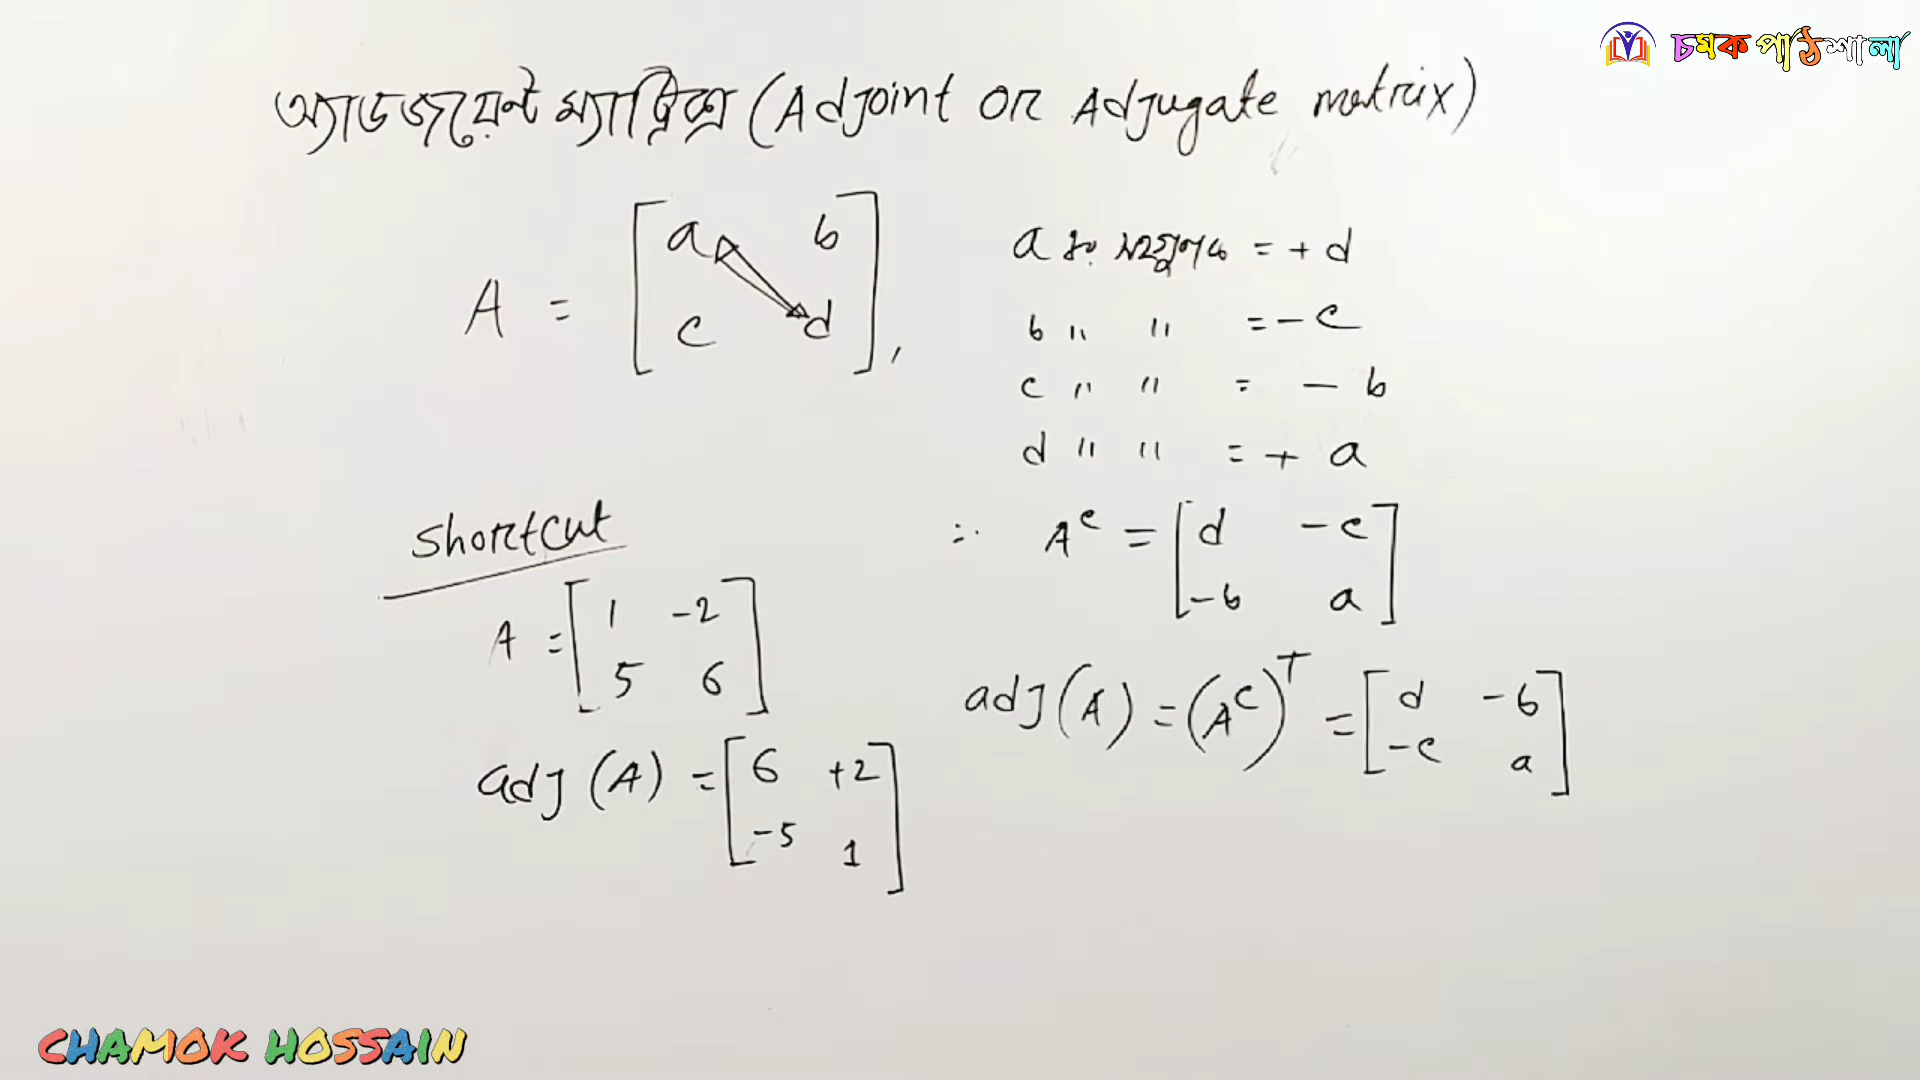 চমক পাঠশালা
অ্যাডজয়েন্ট ম্যাট্রিক্স (Adjoint or Adjugate matrix)
A = [a b
c d],
a এর সহগুণক = + d
b " " = - c
c " " = - b
d " " = + a
∴ A^c = [d -c
-b a]
adj(A) = (A^c)^T = [d -b
-c a]
shortcut
A = [1 -2
5 6]
adj (A) = [6 +2
-5 1]
CHAMOK HOSSAIN